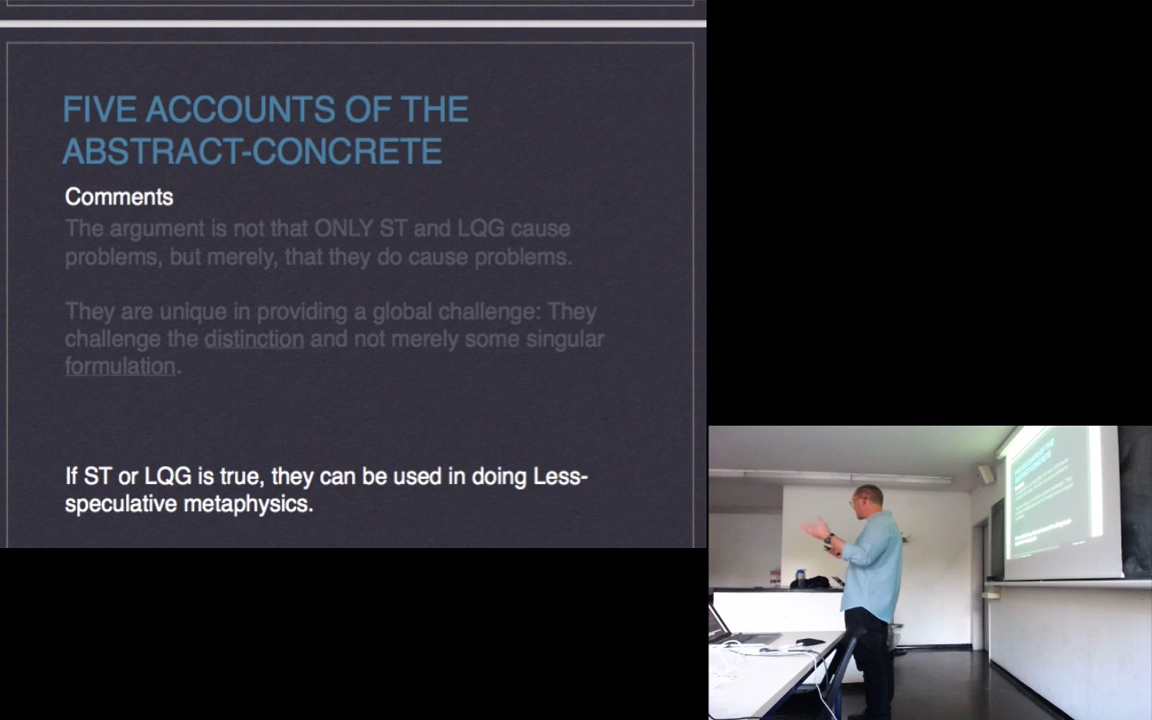 FIVE ACCOUNTS OF THE
ABSTRACT-CONCRETE
Comments
The argument is not that ONLY ST and LQG cause
problems, but merely, that they do cause problems.
They are unique in providing a global challenge: They
challenge the distinction and not merely some singular
formulation.
If ST or LQG is true, they can be used in doing Less-
speculative metaphysics.